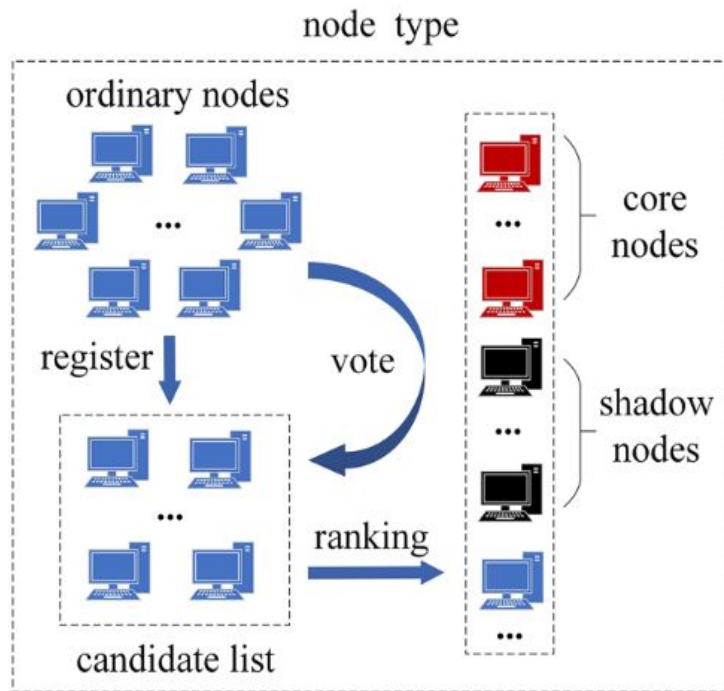 node type
ordinary nodes
...
register
vote
...
candidate list
ranking
...
core
nodes
...
shadow
nodes
...